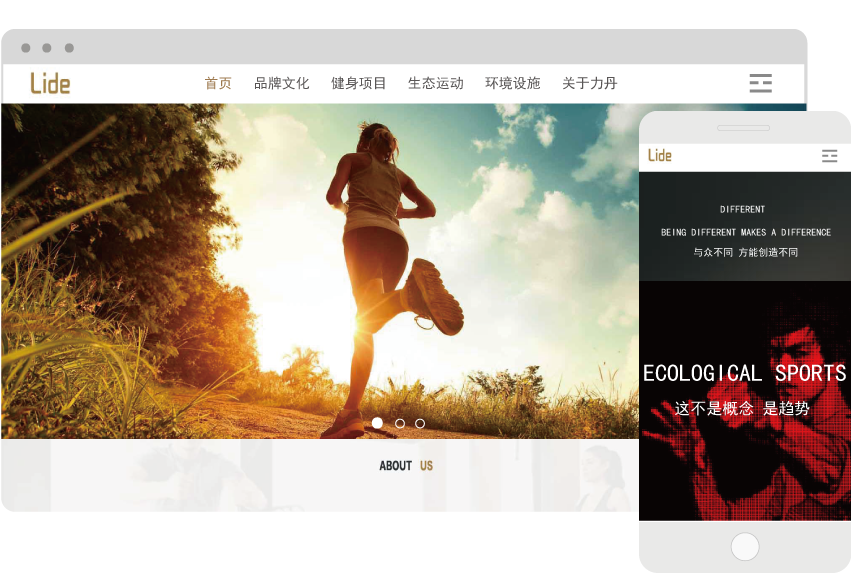 Lide
首页 品牌文化 健身项目 生态运动 环境设施 关于力丹
ABOUT US
Lide
DIFFERENT
BEING DIFFERENT MAKES A DIFFERENCE
与众不同 方能创造不同
ECOLOGICAL SPORTS
这不是概念 是趋势